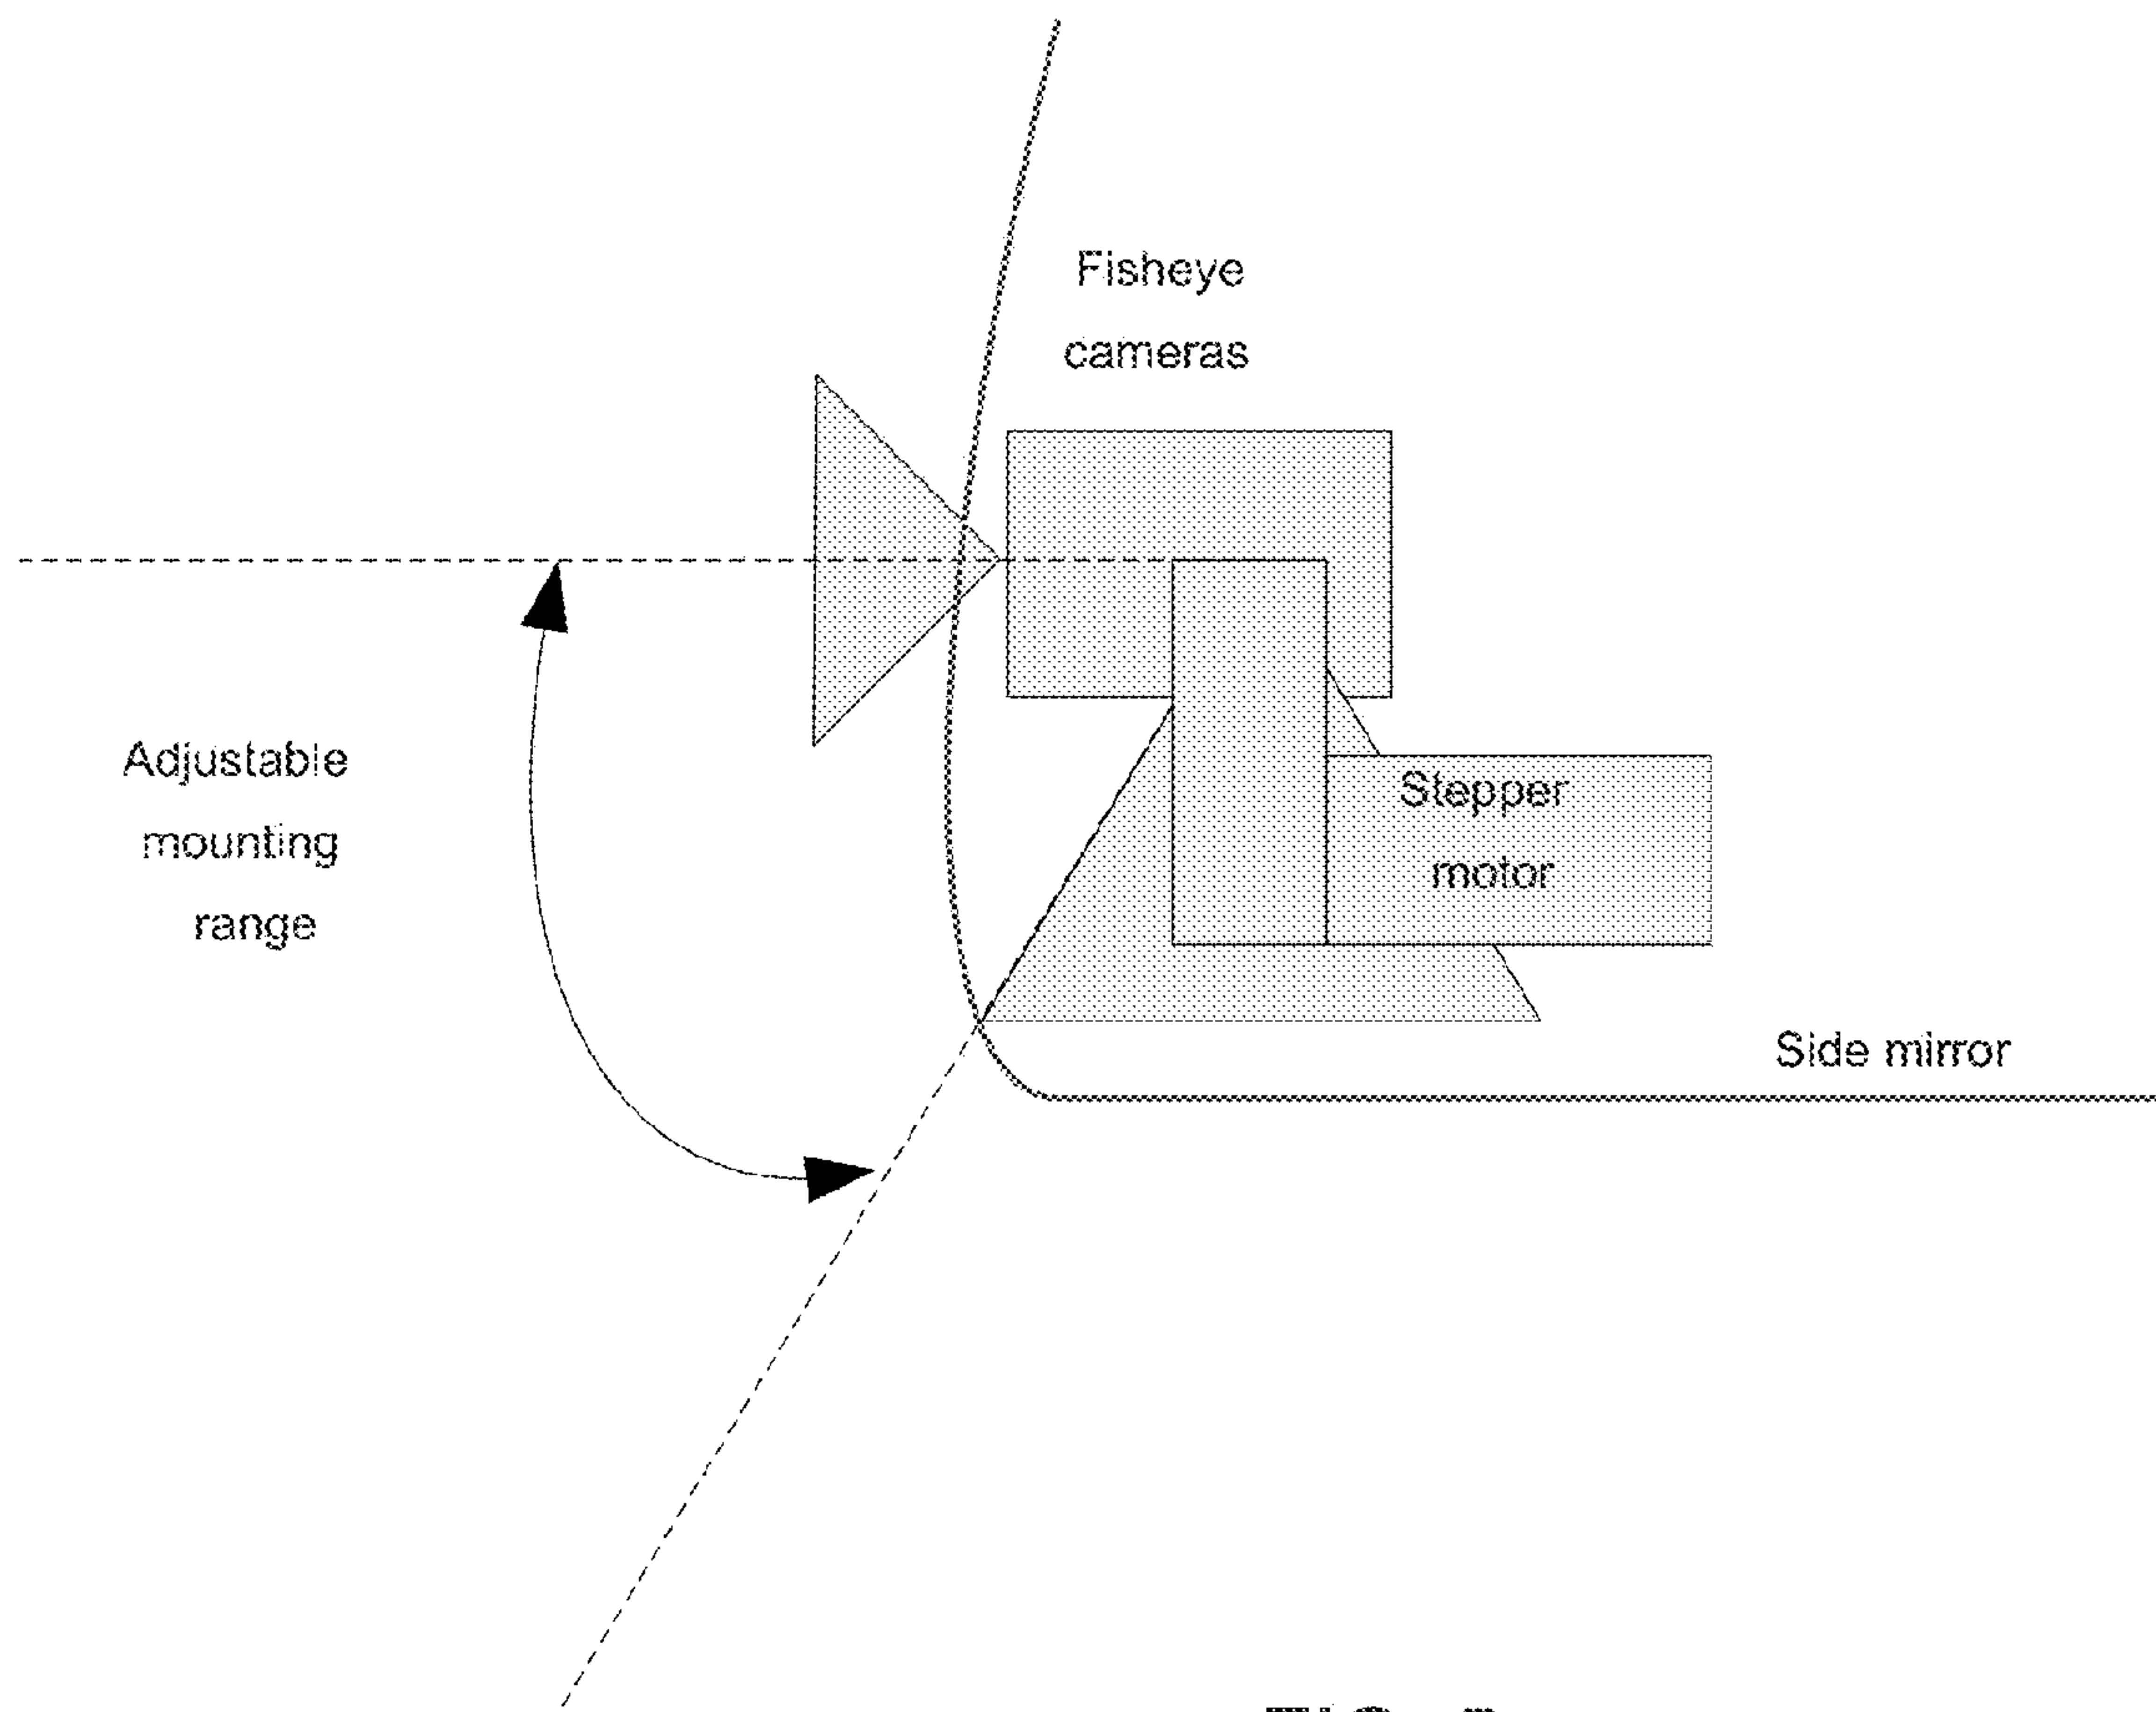 Fisheye
cameras
Adjustable
mounting
range
Stepper
motor
Side mirror